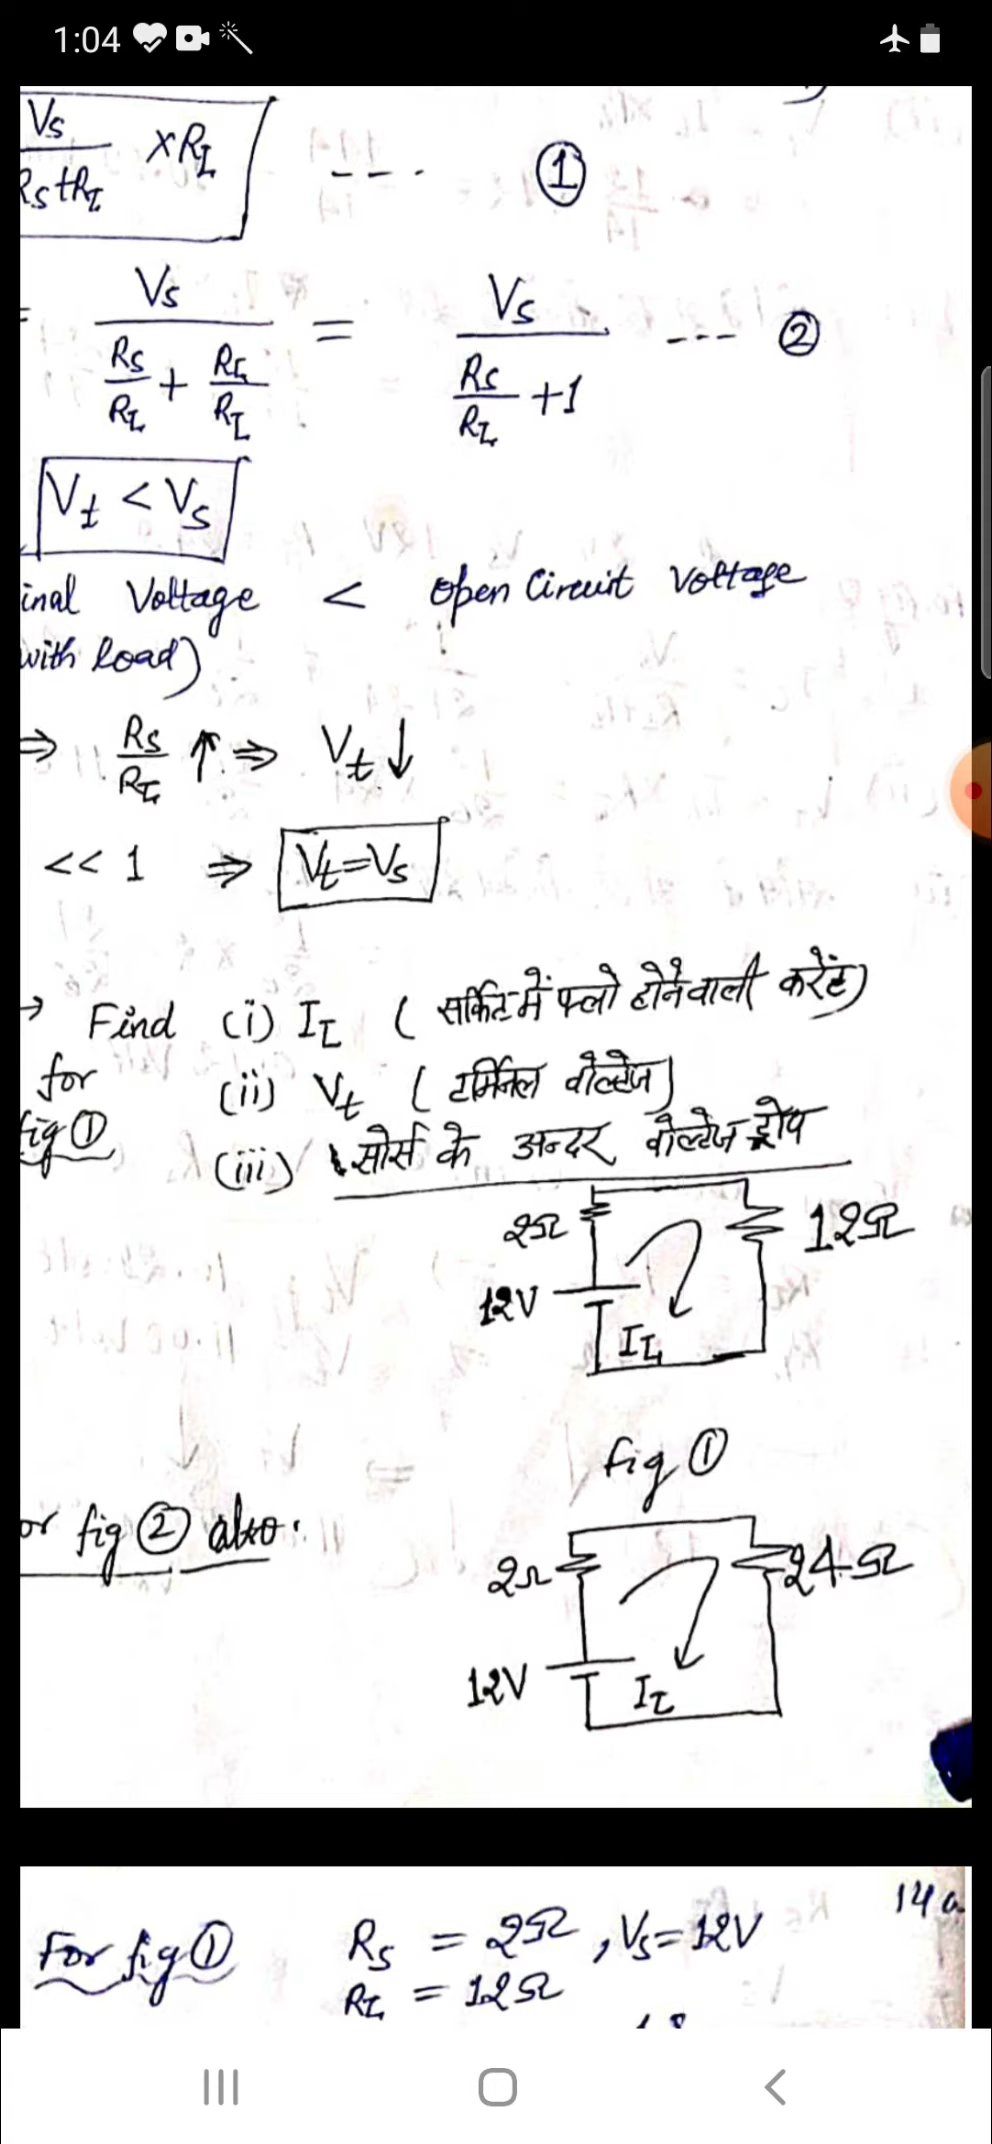 1:04
Vs
Rs+RL
×RL
---- ①
= Vs / (Rs/RL + RL/RL) = Vs / (Rs/RL + 1) --- ②
Vt < Vs
inal Voltage < Open Circuit Voltage
with load)
⇒ Rs/RL ↑ ⇒ Vt ↓
<< 1 ⇒ Vt=Vs
→ Find (i) IL ( सर्किट में फ्लो होने वाली करेंट)
for (ii) Vt ( टर्मिनल वोल्टेज)
fig ① (iii) सोर्स के अन्दर वोल्टेज ड्रोप
2Ω 12Ω
12V
IL
fig ①
or fig ② also.
2Ω 24Ω
12V IL
14a
For fig ① Rs = 2Ω, Vs=12V
RL = 12Ω